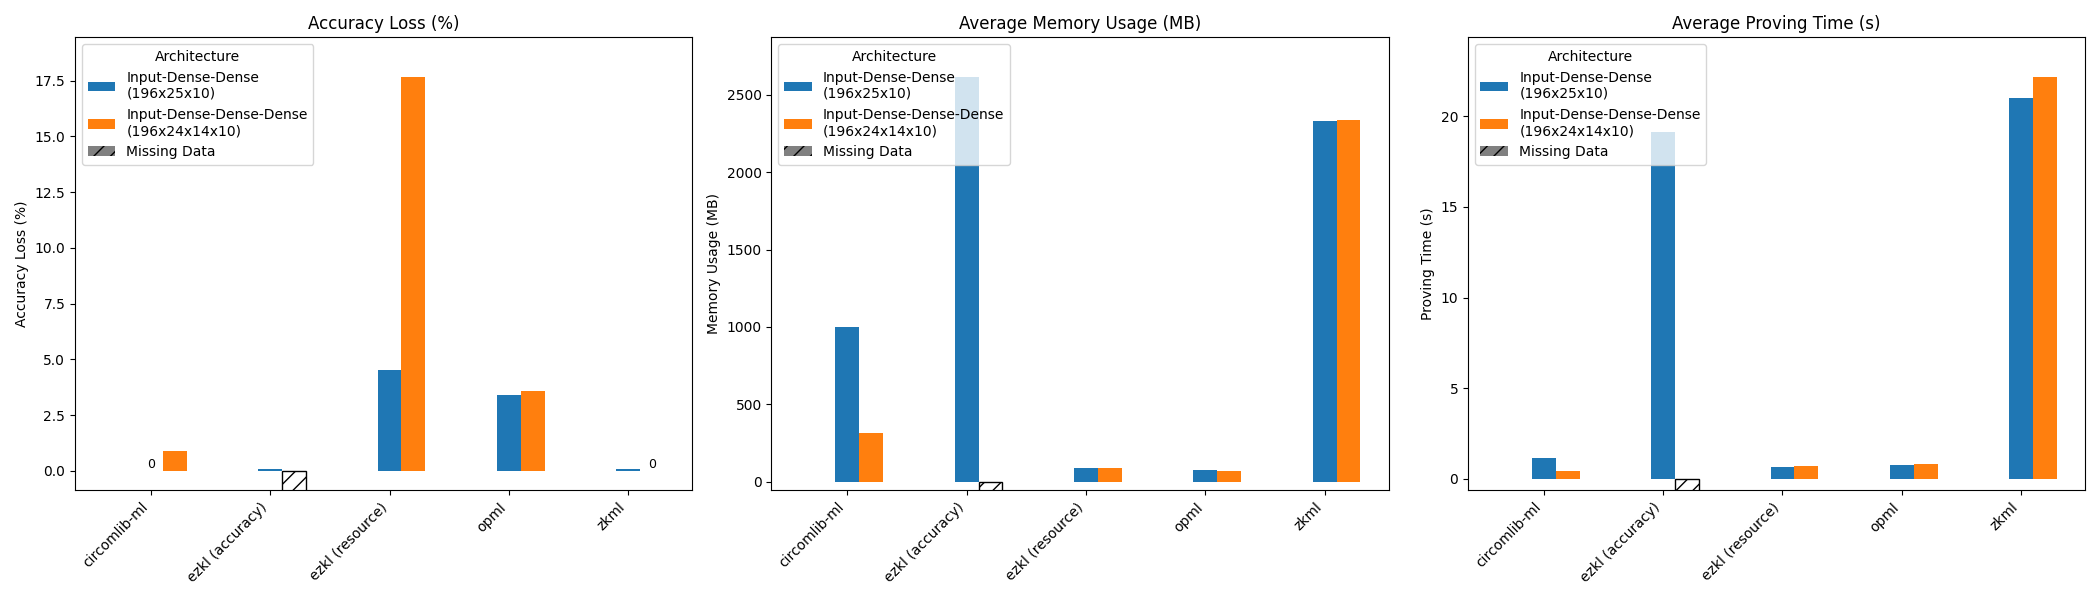 Accuracy Loss (%)
Accuracy Loss (%)
17.5
15.0
12.5
10.0
7.5
5.0
2.5
0.0
Architecture
Input-Dense-Dense
(196x25x10)
Input-Dense-Dense-Dense
(196x24x14x10)
Missing Data
0
0
circomlib-ml
ezkl (accuracy)
ezkl (resource)
opml
zkml
Average Memory Usage (MB)
Memory Usage (MB)
2500
2000
1500
1000
500
0
Architecture
Input-Dense-Dense
(196x25x10)
Input-Dense-Dense-Dense
(196x24x14x10)
Missing Data
circomlib-ml
ezkl (accuracy)
ezkl (resource)
opml
zkml
Average Proving Time (s)
Proving Time (s)
20
15
10
5
0
Architecture
Input-Dense-Dense
(196x25x10)
Input-Dense-Dense-Dense
(196x24x14x10)
Missing Data
circomlib-ml
ezkl (accuracy)
ezkl (resource)
opml
zkml